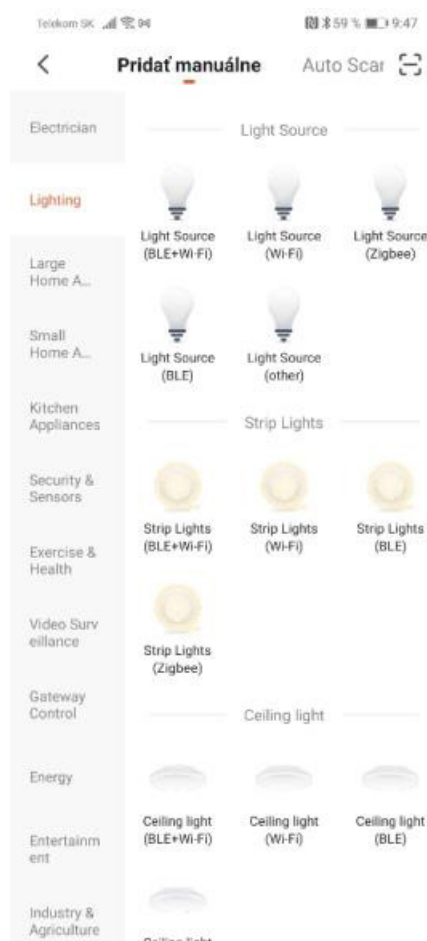 Telekom SK 59 % 9:47
Pridať manuálne Auto Scar
Electrician
Lighting
Large
Home A...
Small
Home A...
Kitchen
Appliances
Security &
Sensors
Exercise &
Health
Video Surv
eillance
Gateway
Control
Energy
Entertainm
ent
Industry &
Agriculture
Light Source
Light Source
(BLE+Wi-Fi)
Light Source
(Wi-Fi)
Light Source
(Zigbee)
Light Source
(BLE)
Light Source
(other)
Strip Lights
Strip Lights
(BLE+Wi-Fi)
Strip Lights
(Wi-Fi)
Strip Lights
(BLE)
Strip Lights
(Zigbee)
Ceiling light
Ceiling light
(BLE+Wi-Fi)
Ceiling light
(Wi-Fi)
Ceiling light
(BLE)
Ceiling light